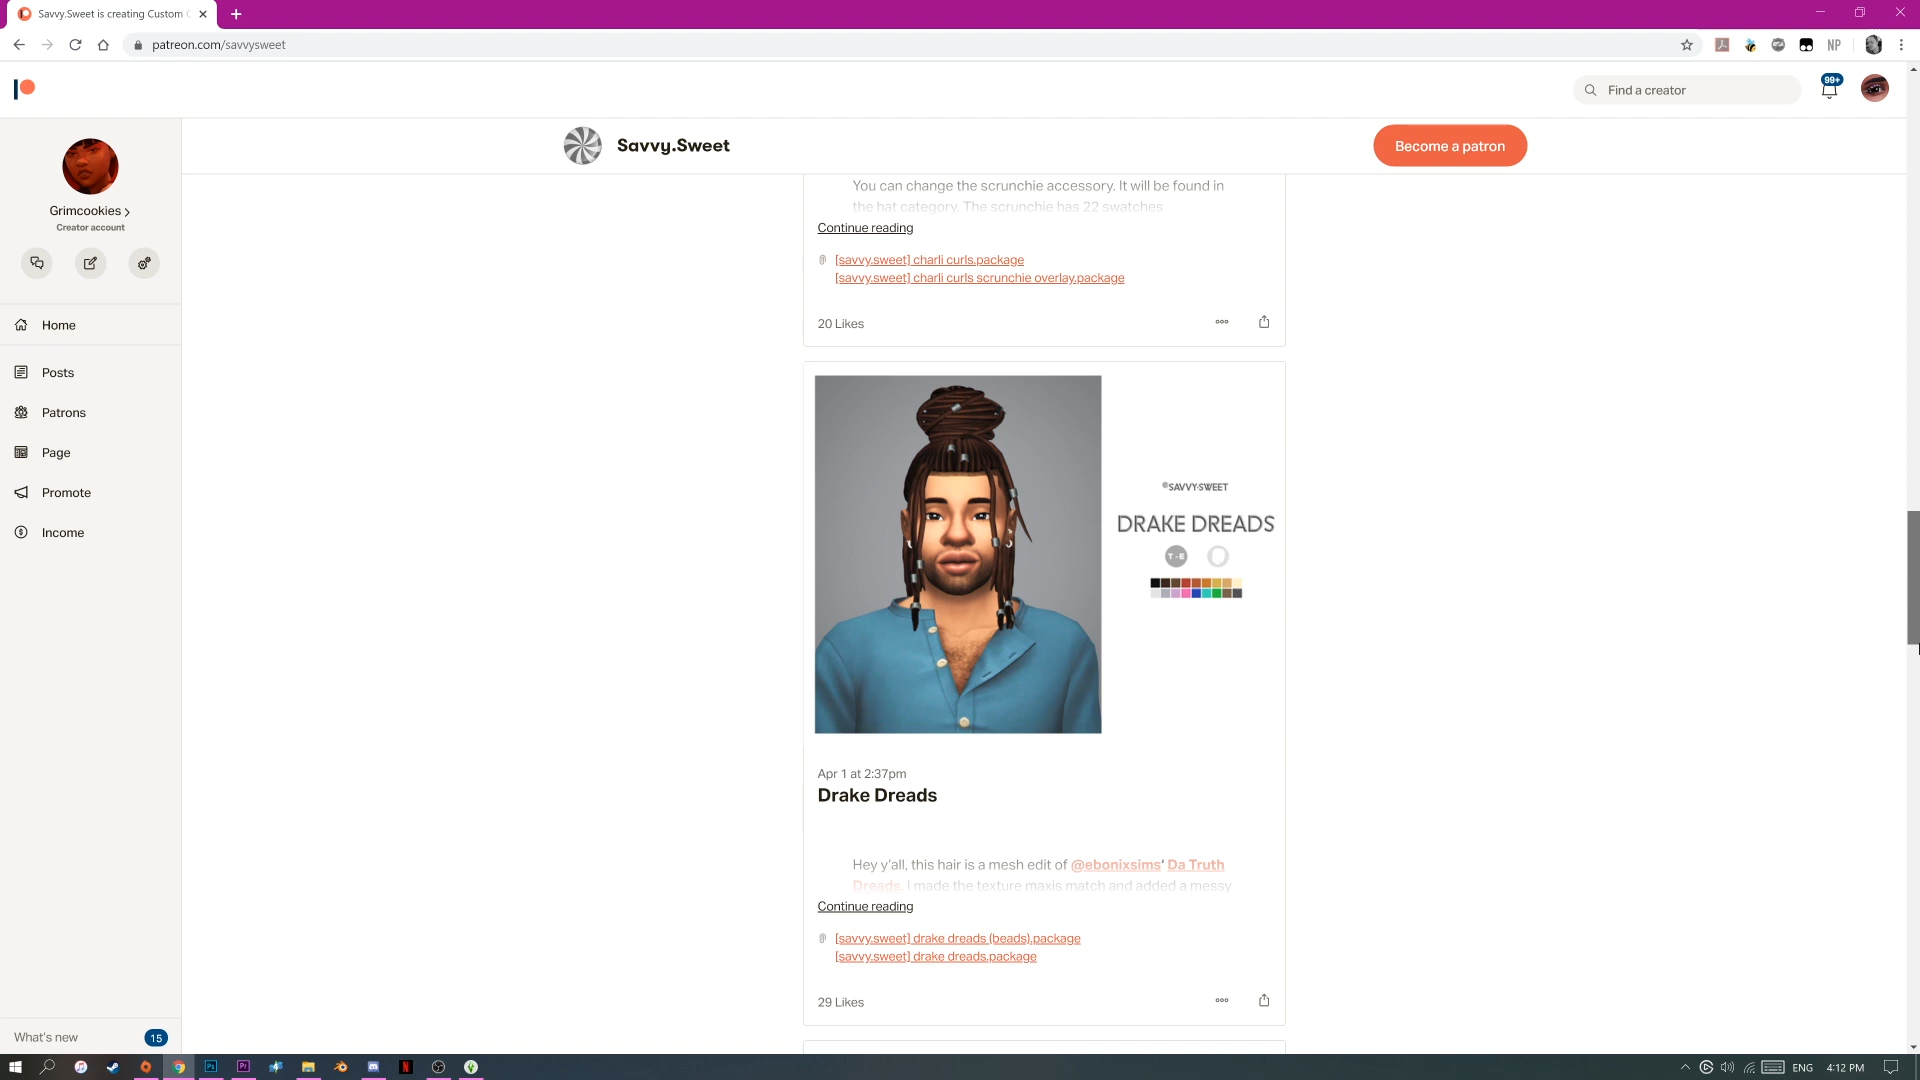 Savvy.Sweet is creating Custom C
patreon.com/savvysweet
NP
Find a creator
99+
Savvy.Sweet
Become a patron
Grimcookies
Creator account
Home
Posts
Patrons
Page
Promote
Income
What's new
15
You can change the scrunchie accessory. It will be found in
the hat category. The scrunchie has 22 swatches
Continue reading
[savvy.sweet] charli curls.package
[savvy.sweet] charli curls scrunchie overlay.package
20 Likes
©SAVVY·SWEET
DRAKE DREADS
T - E
Apr 1 at 2:37pm
Drake Dreads
Hey y'all, this hair is a mesh edit of @ebonixsims' Da Truth
Dreads. I made the texture maxis match and added a messy
Continue reading
[savvy.sweet] drake dreads (beads).package
[savvy.sweet] drake dreads.package
29 Likes
Ps
Pr
N
ENG
4:12 PM